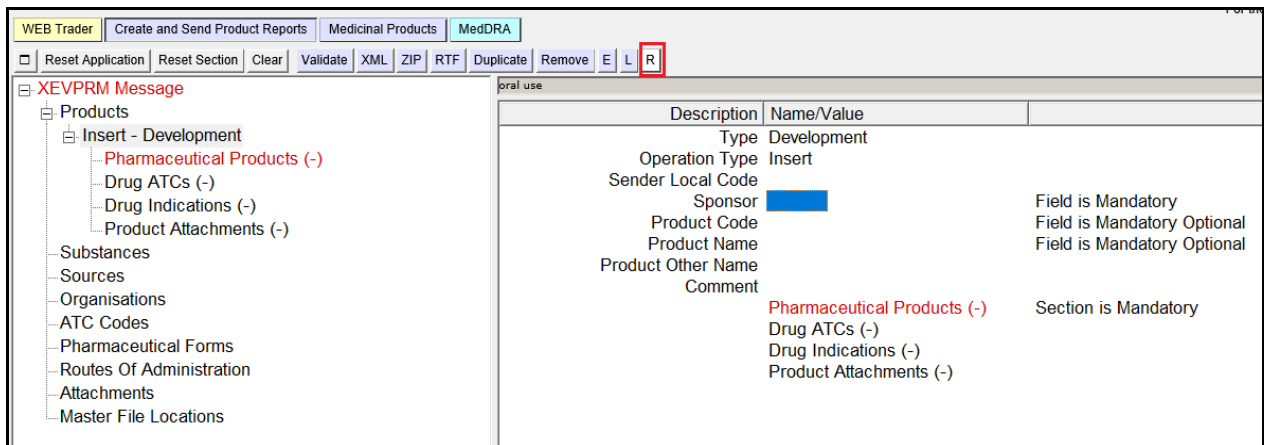 WEB Trader Create and Send Product Reports Medicinal Products MedDRA
Reset Application Reset Section Clear Validate XML ZIP RTF Duplicate Remove E L R
XEVPRM Message
Products
Insert - Development
Pharmaceutical Products (-)
Drug ATCs (-)
Drug Indications (-)
Product Attachments (-)
Substances
Sources
Organisations
ATC Codes
Pharmaceutical Forms
Routes Of Administration
Attachments
Master File Locations
oral use
Description Name/Value
Type Development
Operation Type Insert
Sender Local Code
Sponsor Field is Mandatory
Product Code Field is Mandatory Optional
Product Name Field is Mandatory Optional
Product Other Name
Comment
Pharmaceutical Products (-) Section is Mandatory
Drug ATCs (-)
Drug Indications (-)
Product Attachments (-)